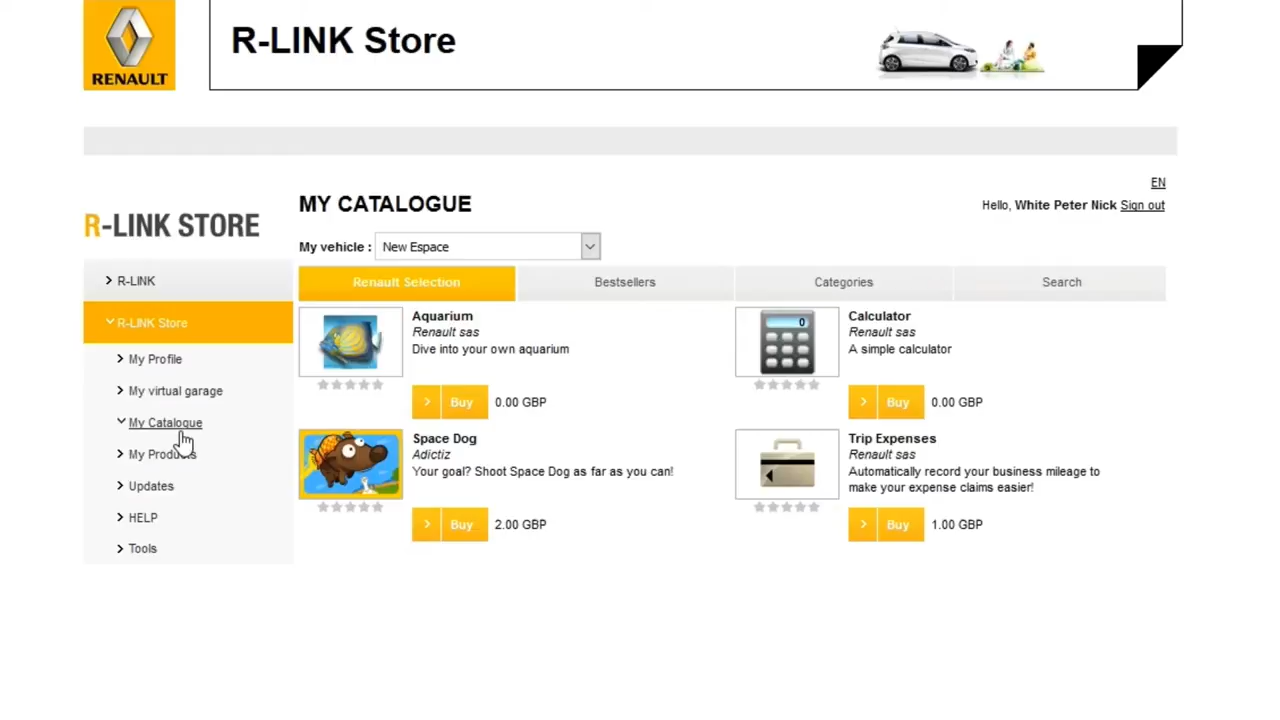 RENAULT
R-LINK Store
EN
MY CATALOGUE
Hello, White Peter Nick Sign out
R-LINK STORE
My vehicle : New Espace
R-LINK
R-LINK Store
My Profile
My virtual garage
My Catalogue
My Products
Updates
HELP
Tools
Renault Selection Bestsellers Categories Search
Aquarium
Renault sas
Dive into your own aquarium
> Buy 0.00 GBP
Calculator
Renault sas
A simple calculator
> Buy 0.00 GBP
Space Dog
Adictiz
Your goal? Shoot Space Dog as far as you can!
> Buy 2.00 GBP
Trip Expenses
Renault sas
Automatically record your business mileage to
make your expense claims easier!
> Buy 1.00 GBP
0